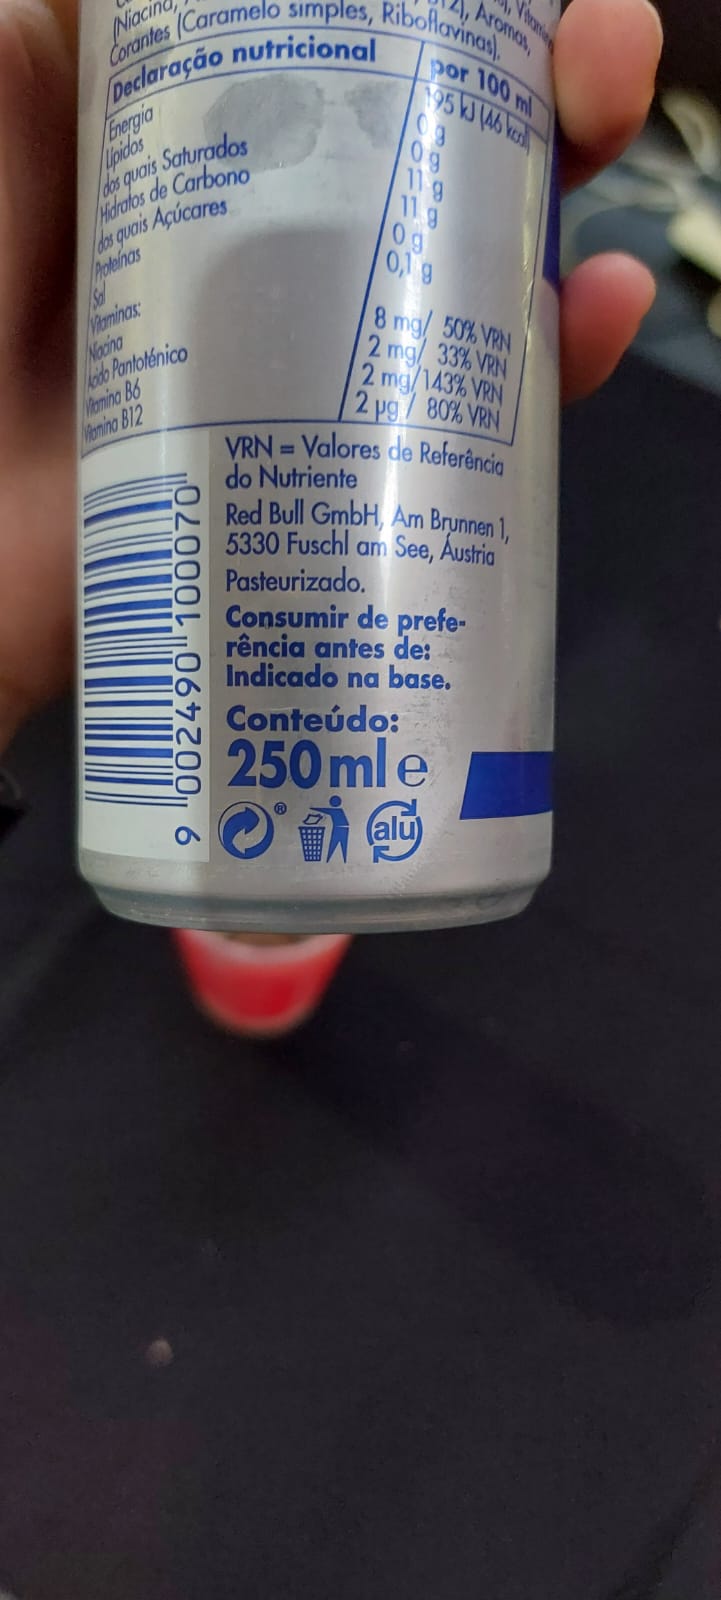 12), Aromas,
(Niacina,
Corantes (Caramelo simples, Riboflavinas).
Declaração nutricional por 100 ml
Energia 195 kJ (46 kcal)
Lípidos 0 g
dos quais Saturados 0 g
Hidratos de Carbono 11 g
dos quais Açúcares 11 g
Proteínas 0 g
Sal 0,1 g
Vitaminas:
Niacina 8 mg/ 50% VRN
Ácido Pantoténico 2 mg/ 33% VRN
Vitamina B6 2 mg/143% VRN
Vitamina B12 2 µg / 80% VRN
VRN = Valores de Referência
do Nutriente
Red Bull GmbH, Am Brunnen 1,
5330 Fuschl am See, Áustria
Pasteurizado.
Consumir de prefe-
rência antes de:
Indicado na base.
Conteúdo:
250 ml e
® alu
9 002490 100070